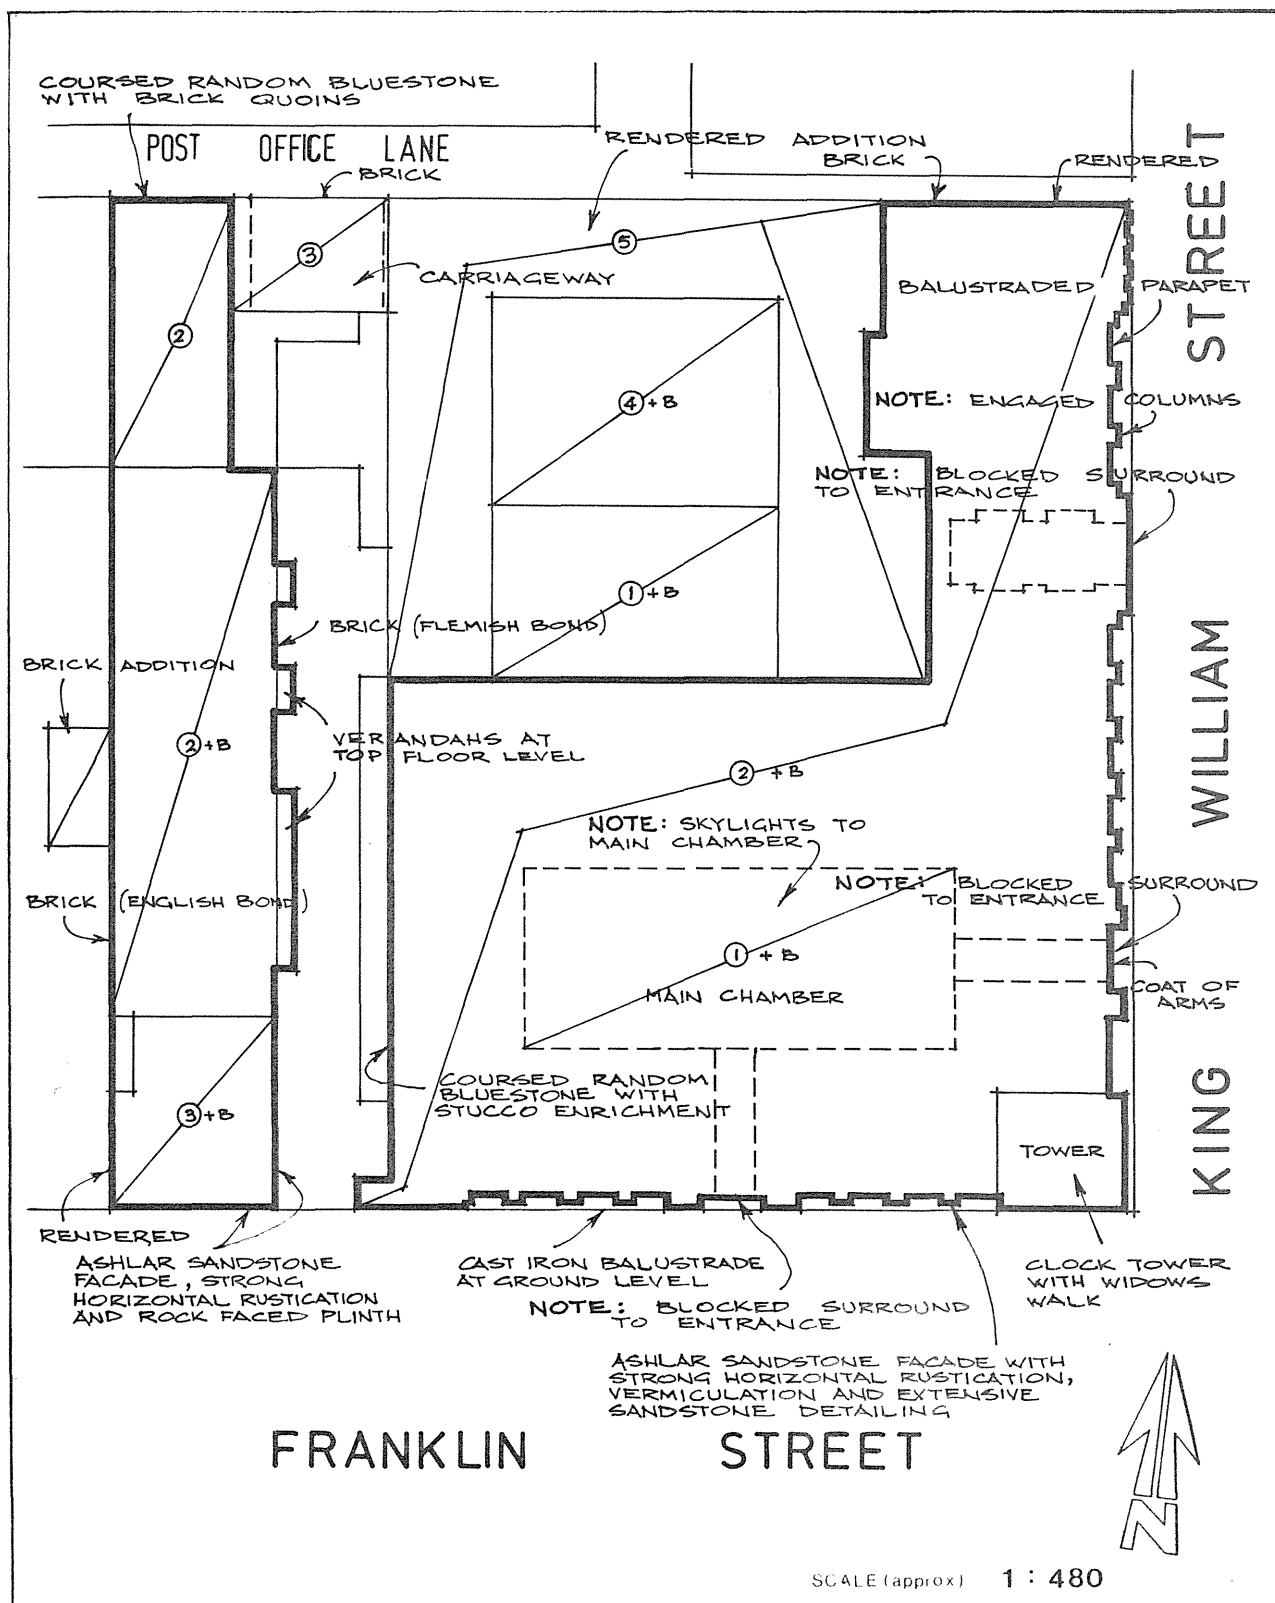 COURSED RANDOM BLUESTONE
WITH BRICK QUOINS
POST OFFICE LANE
BRICK
RENDERED ADDITION
BRICK
RENDERED
STREET
5
3
CARRIAGEWAY
BALUSTRADED
PARAPET
2
4 + B
NOTE: ENGAGED COLUMNS
NOTE: BLOCKED SURROUND
TO ENTRANCE
1 + B
BRICK (FLEMISH BOND)
BRICK ADDITION
WILLIAM
2 + B
VERANDAHS AT
TOP FLOOR LEVEL
2 + B
NOTE: SKYLIGHTS TO
MAIN CHAMBER
NOTE: BLOCKED SURROUND
TO ENTRANCE
BRICK (ENGLISH BOND)
1 + B
MAIN CHAMBER
COAT OF
ARMS
COURSED RANDOM
BLUESTONE WITH
STUCCO ENRICHMENT
3 + B
TOWER
KING
RENDERED
ASHLAR SANDSTONE
FACADE, STRONG
HORIZONTAL RUSTICATION
AND ROCK FACED PLINTH
CAST IRON BALUSTRADE
AT GROUND LEVEL
NOTE: BLOCKED SURROUND
TO ENTRANCE
CLOCK TOWER
WITH WIDOWS
WALK
ASHLAR SANDSTONE FACADE WITH
STRONG HORIZONTAL RUSTICATION,
VERMICULATION AND EXTENSIVE
SANDSTONE DETAILING
FRANKLIN STREET
N
SCALE (approx) 1 : 480